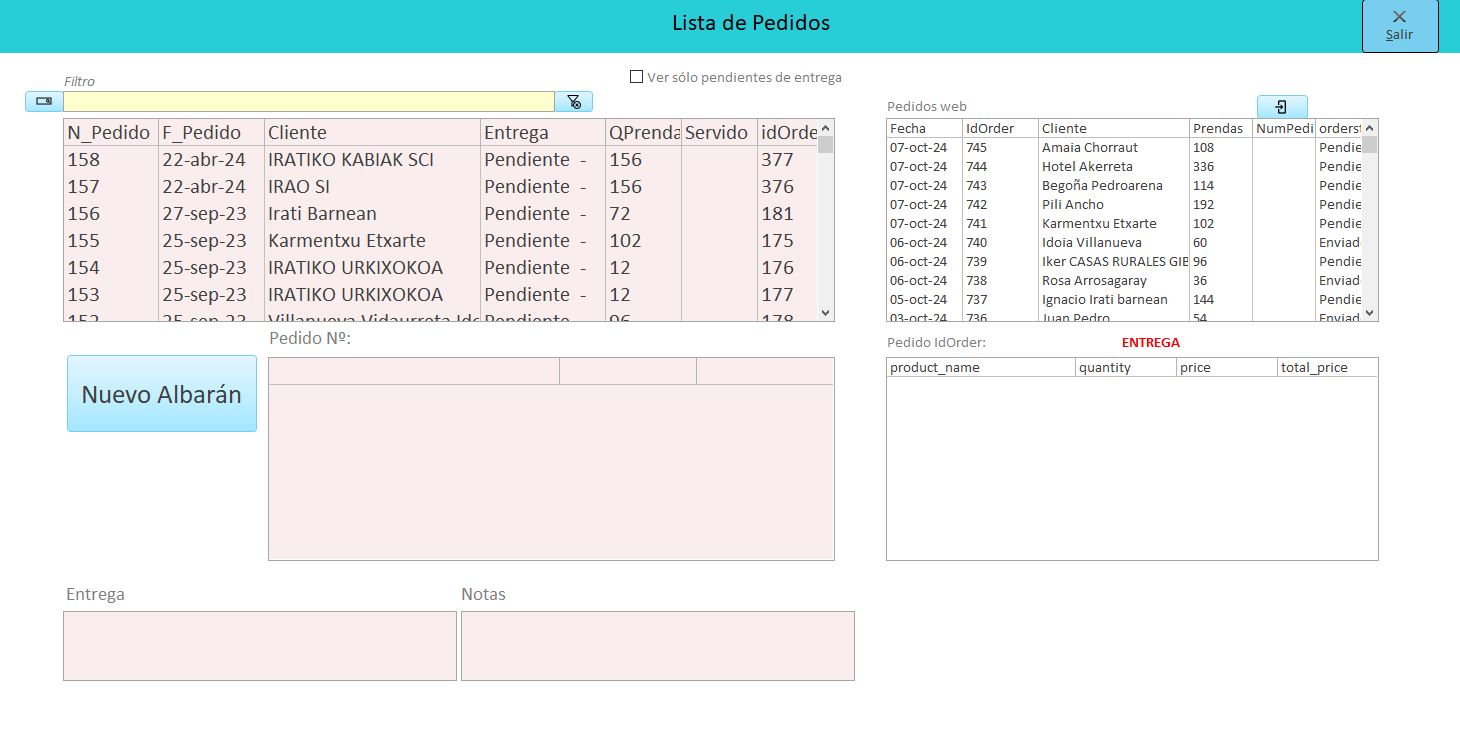 Lista de Pedidos
Salir
Filtro
Ver sólo pendientes de entrega
N_Pedido F_Pedido Cliente Entrega QPrenda Servido idOrde
158 22-abr-24 IRATIKO KABIAK SCI Pendiente - 156 377
157 22-abr-24 IRAO SI Pendiente - 156 376
156 27-sep-23 Irati Barnean Pendiente - 72 181
155 25-sep-23 Karmentxu Etxarte Pendiente - 102 175
154 25-sep-23 IRATIKO URKIXOKOA Pendiente - 12 176
153 25-sep-23 IRATIKO URKIXOKOA Pendiente - 12 177
152 25-sep-23 Villanueva Vidaurreta Ido Pendiente 96 178
Pedidos web
Fecha IdOrder Cliente Prendas NumPedi orderst
07-oct-24 745 Amaia Chorraut 108 Pendie
07-oct-24 744 Hotel Akerreta 336 Pendie
07-oct-24 743 Begoña Pedroarena 114 Pendie
07-oct-24 742 Pili Ancho 192 Pendie
07-oct-24 741 Karmentxu Etxarte 102 Pendie
06-oct-24 740 Idoia Villanueva 60 Enviad
06-oct-24 739 Iker CASAS RURALES GIB 96 Pendie
06-oct-24 738 Rosa Arrosagaray 36 Enviad
05-oct-24 737 Ignacio Irati barnean 144 Pendie
03-oct-24 736 Juan Pedro 54 Enviad
Pedido Nº:
Nuevo Albarán
Pedido IdOrder: ENTREGA
product_name quantity price total_price
Entrega
Notas